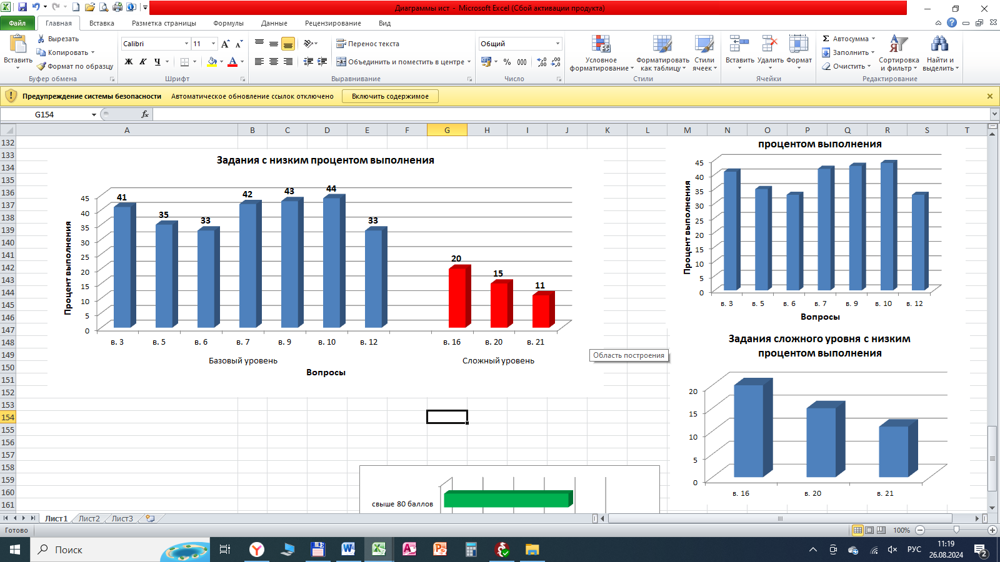 Диаграммы ист - Microsoft Excel (Сбой активации продукта)
Файл Главная Вставка Разметка страницы Формулы Данные Рецензирование Вид
Вставить
Вырезать
Копировать
Формат по образцу
Буфер обмена
Calibri 11
Ж К Ч
Шрифт
Перенос текста
Объединить и поместить в центре
Выравнивание
Общий
% 000
Число
Условное форматирование
Форматировать как таблицу
Стили ячеек
Стили
Вставить Удалить Формат
Ячейки
Σ Автосумма
Заполнить
Очистить
Сортировка и фильтр
Найти и выделить
Редактирование
Предупреждение системы безопасности Автоматическое обновление ссылок отключено Включить содержимое
G154 fx
A B C D E F G H I J K L M N O P Q R S T
132
133
134
135
136
137
138
139
140
141
142
143
144
145
146
147
148
149
150
151
152
153
154
155
156
157
158
159
160
161
Задания с низким процентом выполнения
Процент выполнения
45
40
35
30
25
20
15
10
5
0
41 35 33 42 43 44 33 20 15 11
в. 3 в. 5 в. 6 в. 7 в. 9 в. 10 в. 12 в. 16 в. 20 в. 21
Базовый уровень Сложный уровень
Вопросы
Область построения
процентом выполнения
Процент выполнения
45
40
35
30
25
20
15
10
5
0
в. 3 в. 5 в. 6 в. 7 в. 9 в. 10 в. 12
Вопросы
Задания сложного уровня с низким
процентом выполнения
20
15
10
5
0
в. 16 в. 20 в. 21
свыше 80 баллов
Лист1 Лист2 Лист3
Готово 100%
Поиск
РУС
11:19
26.08.2024
2